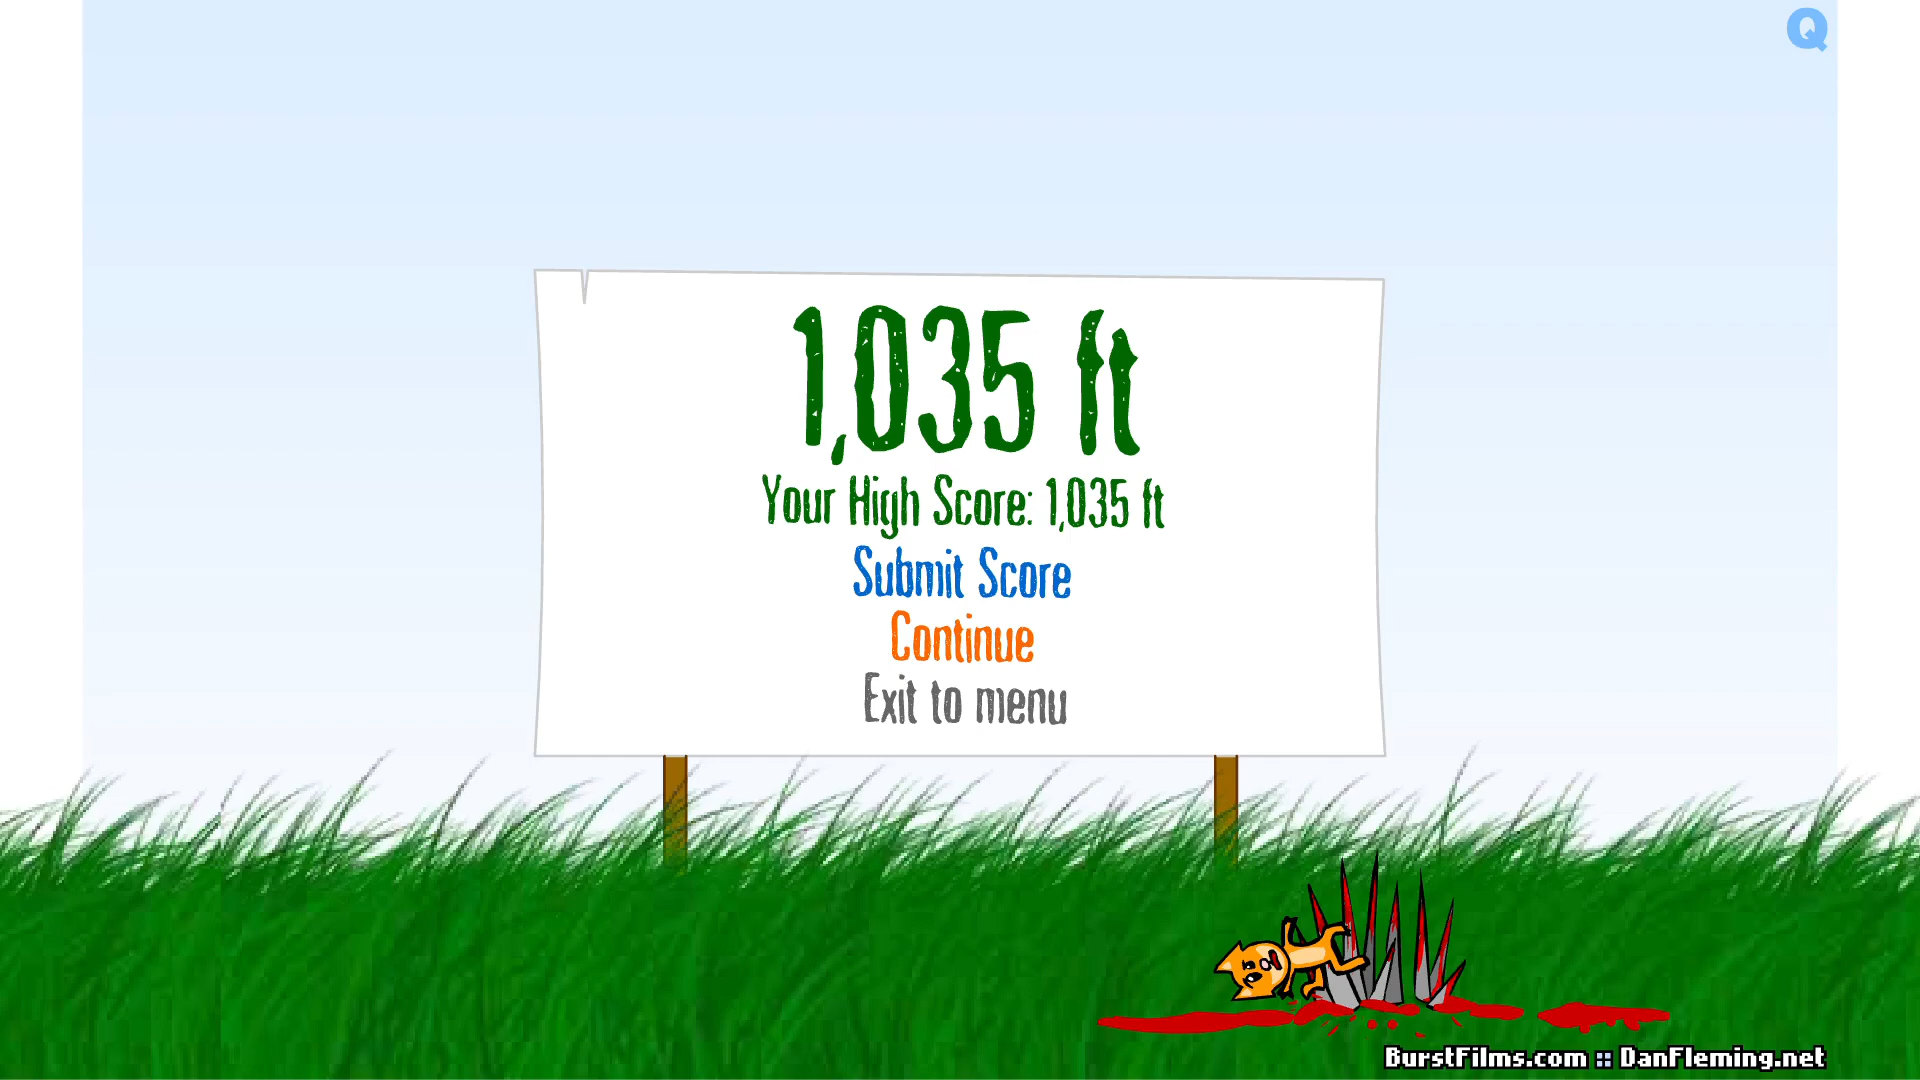 Q
1,035 ft
Your High Score: 1,035 ft
Submit Score
Continue
Exit to menu
BurstFilms.com :: DanFleming.net